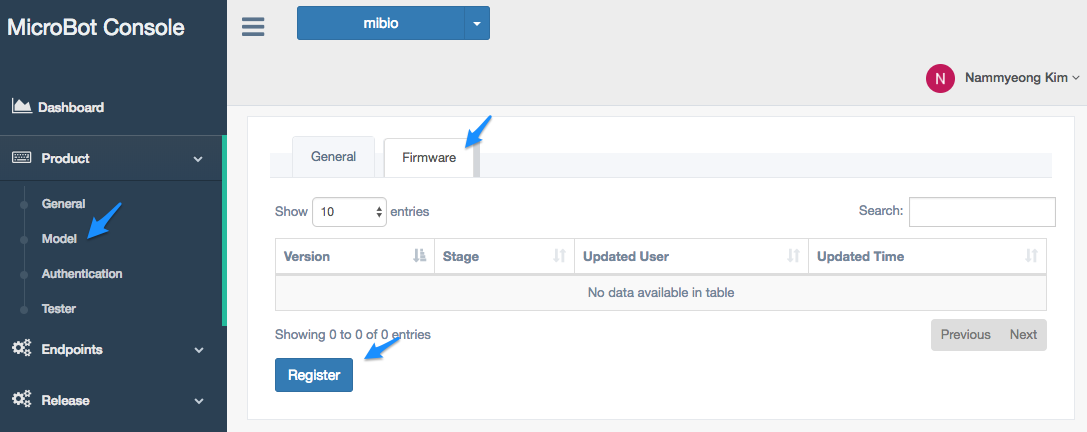 MicroBot Console
mibio
N Nammyeong Kim
Dashboard
Product
General
Model
Authentication
Tester
Endpoints
Release
General
Firmware
Show 10 entries
Search:
Version Stage Updated User Updated Time
No data available in table
Showing 0 to 0 of 0 entries
Previous Next
Register